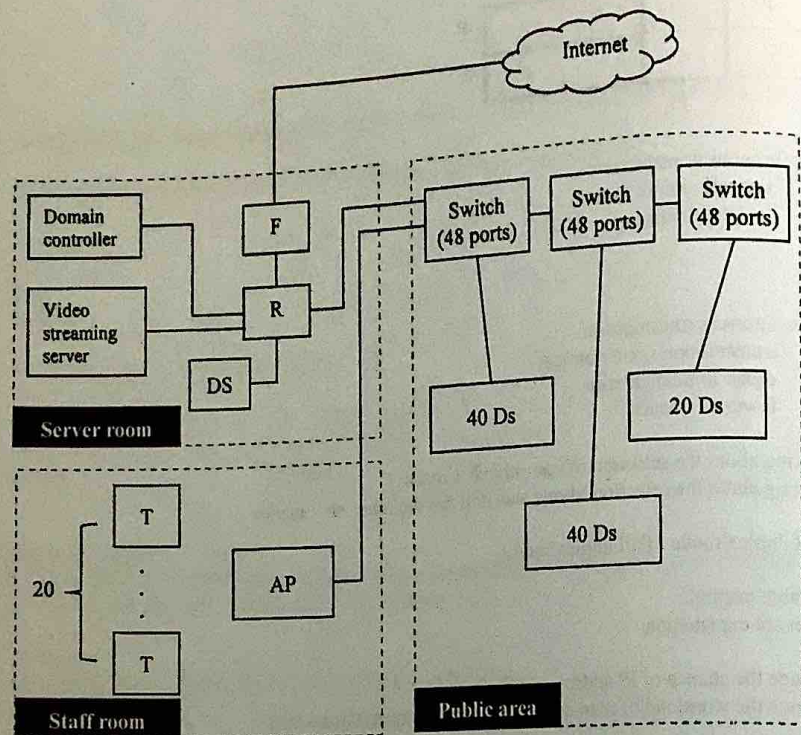 Internet
Domain
controller
F
Switch
(48 ports)
Switch
(48 ports)
Switch
(48 ports)
Video
streaming
server
R
DS
Server room
40 Ds
20 Ds
40 Ds
T
20
AP
T
Staff room
Public area